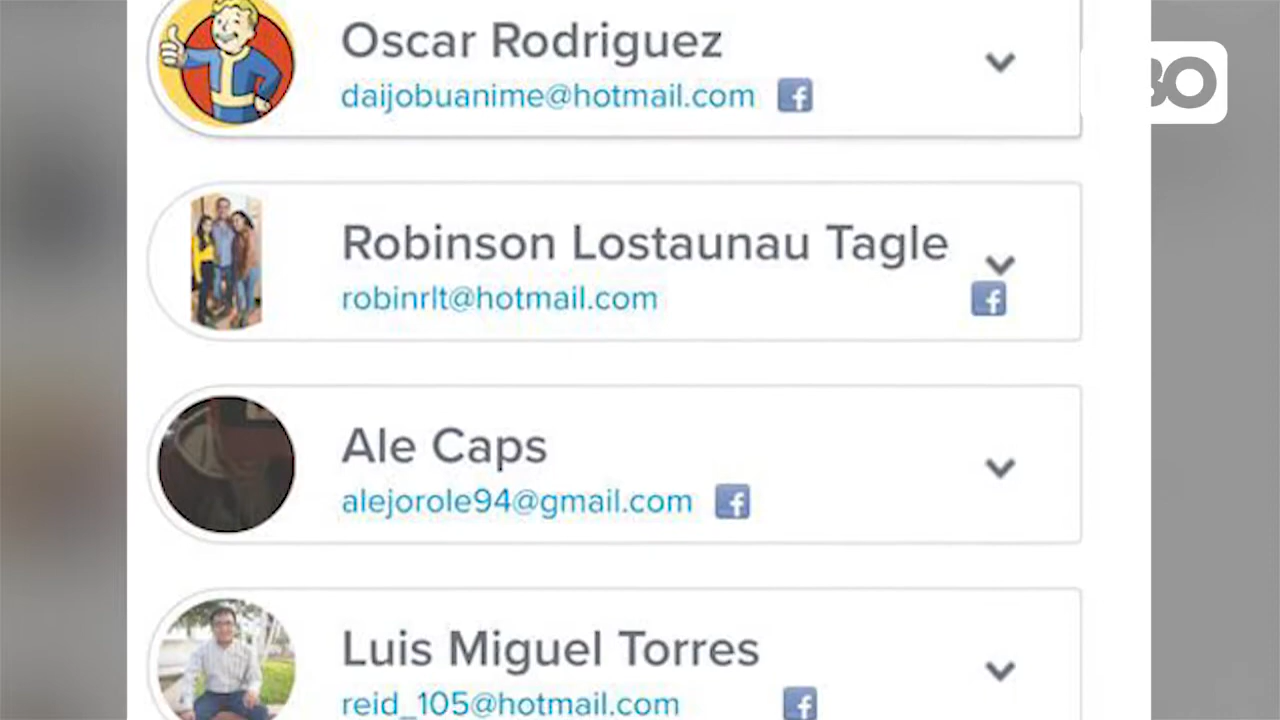 Oscar Rodriguez
daijobuanime@hotmail.com
Robinson Lostaunau Tagle
robinrlt@hotmail.com
Ale Caps
alejorole94@gmail.com
Luis Miguel Torres
reid_105@hotmail.com